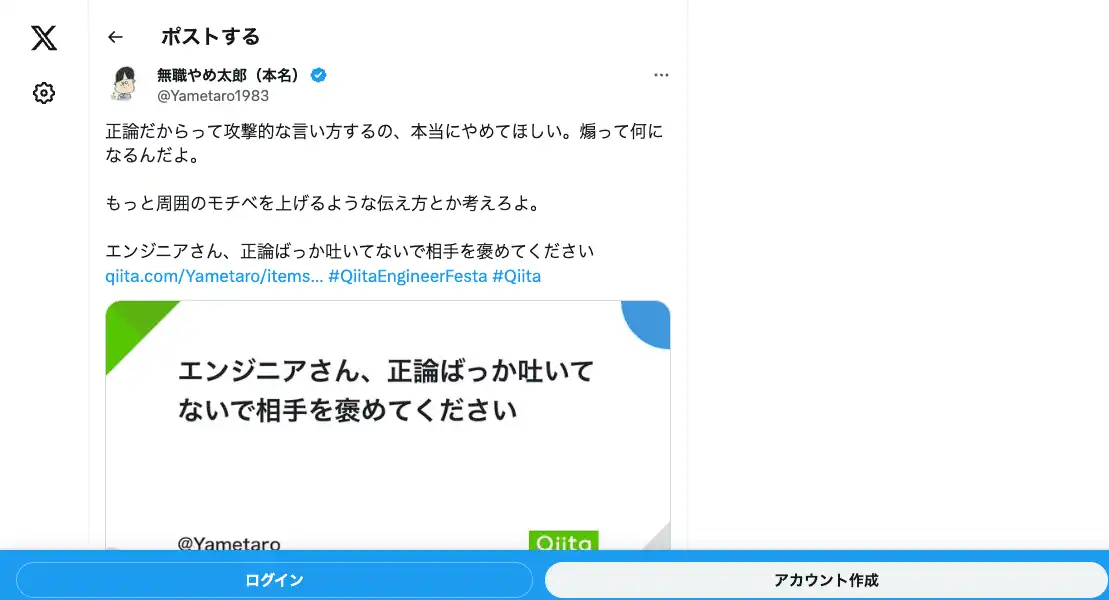 ポストする
無職やめ太郎（本名）
@Yametaro1983
正論だからって攻撃的な言い方するの、本当にやめてほしい。煽って何に
なるんだよ。
もっと周囲のモチベを上げるような伝え方とか考えろよ。
エンジニアさん、正論ばっか吐いてないで相手を褒めてください
qiita.com/Yametaro/items… #QiitaEngineerFesta #Qiita
エンジニアさん、正論ばっか吐いて
ないで相手を褒めてください
@Yametaro
Qiita
ログイン
アカウント作成